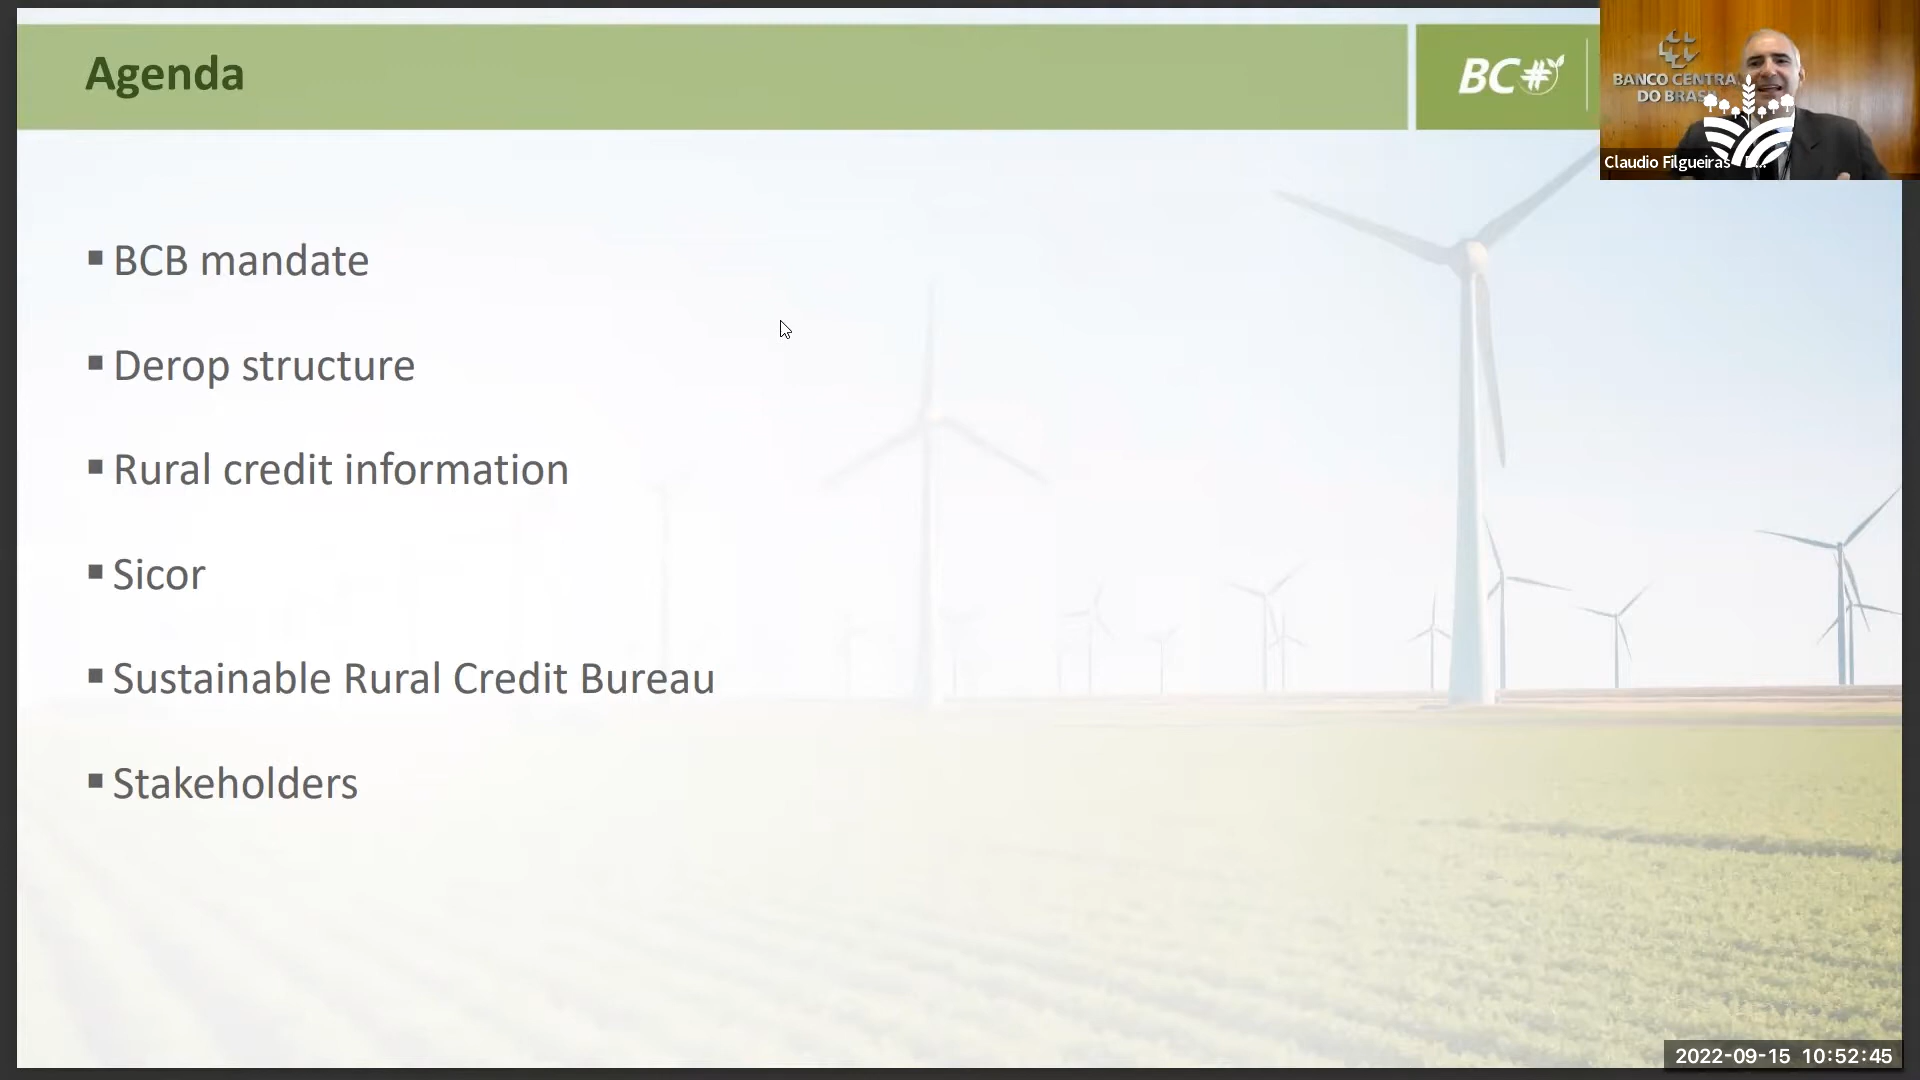 Agenda
BC#
BANCO CENTRA
DO BRAS
Claudio Filgueiras
BCB mandate
Derop structure
Rural credit information
Sicor
Sustainable Rural Credit Bureau
Stakeholders
2022-09-15 10:52:45